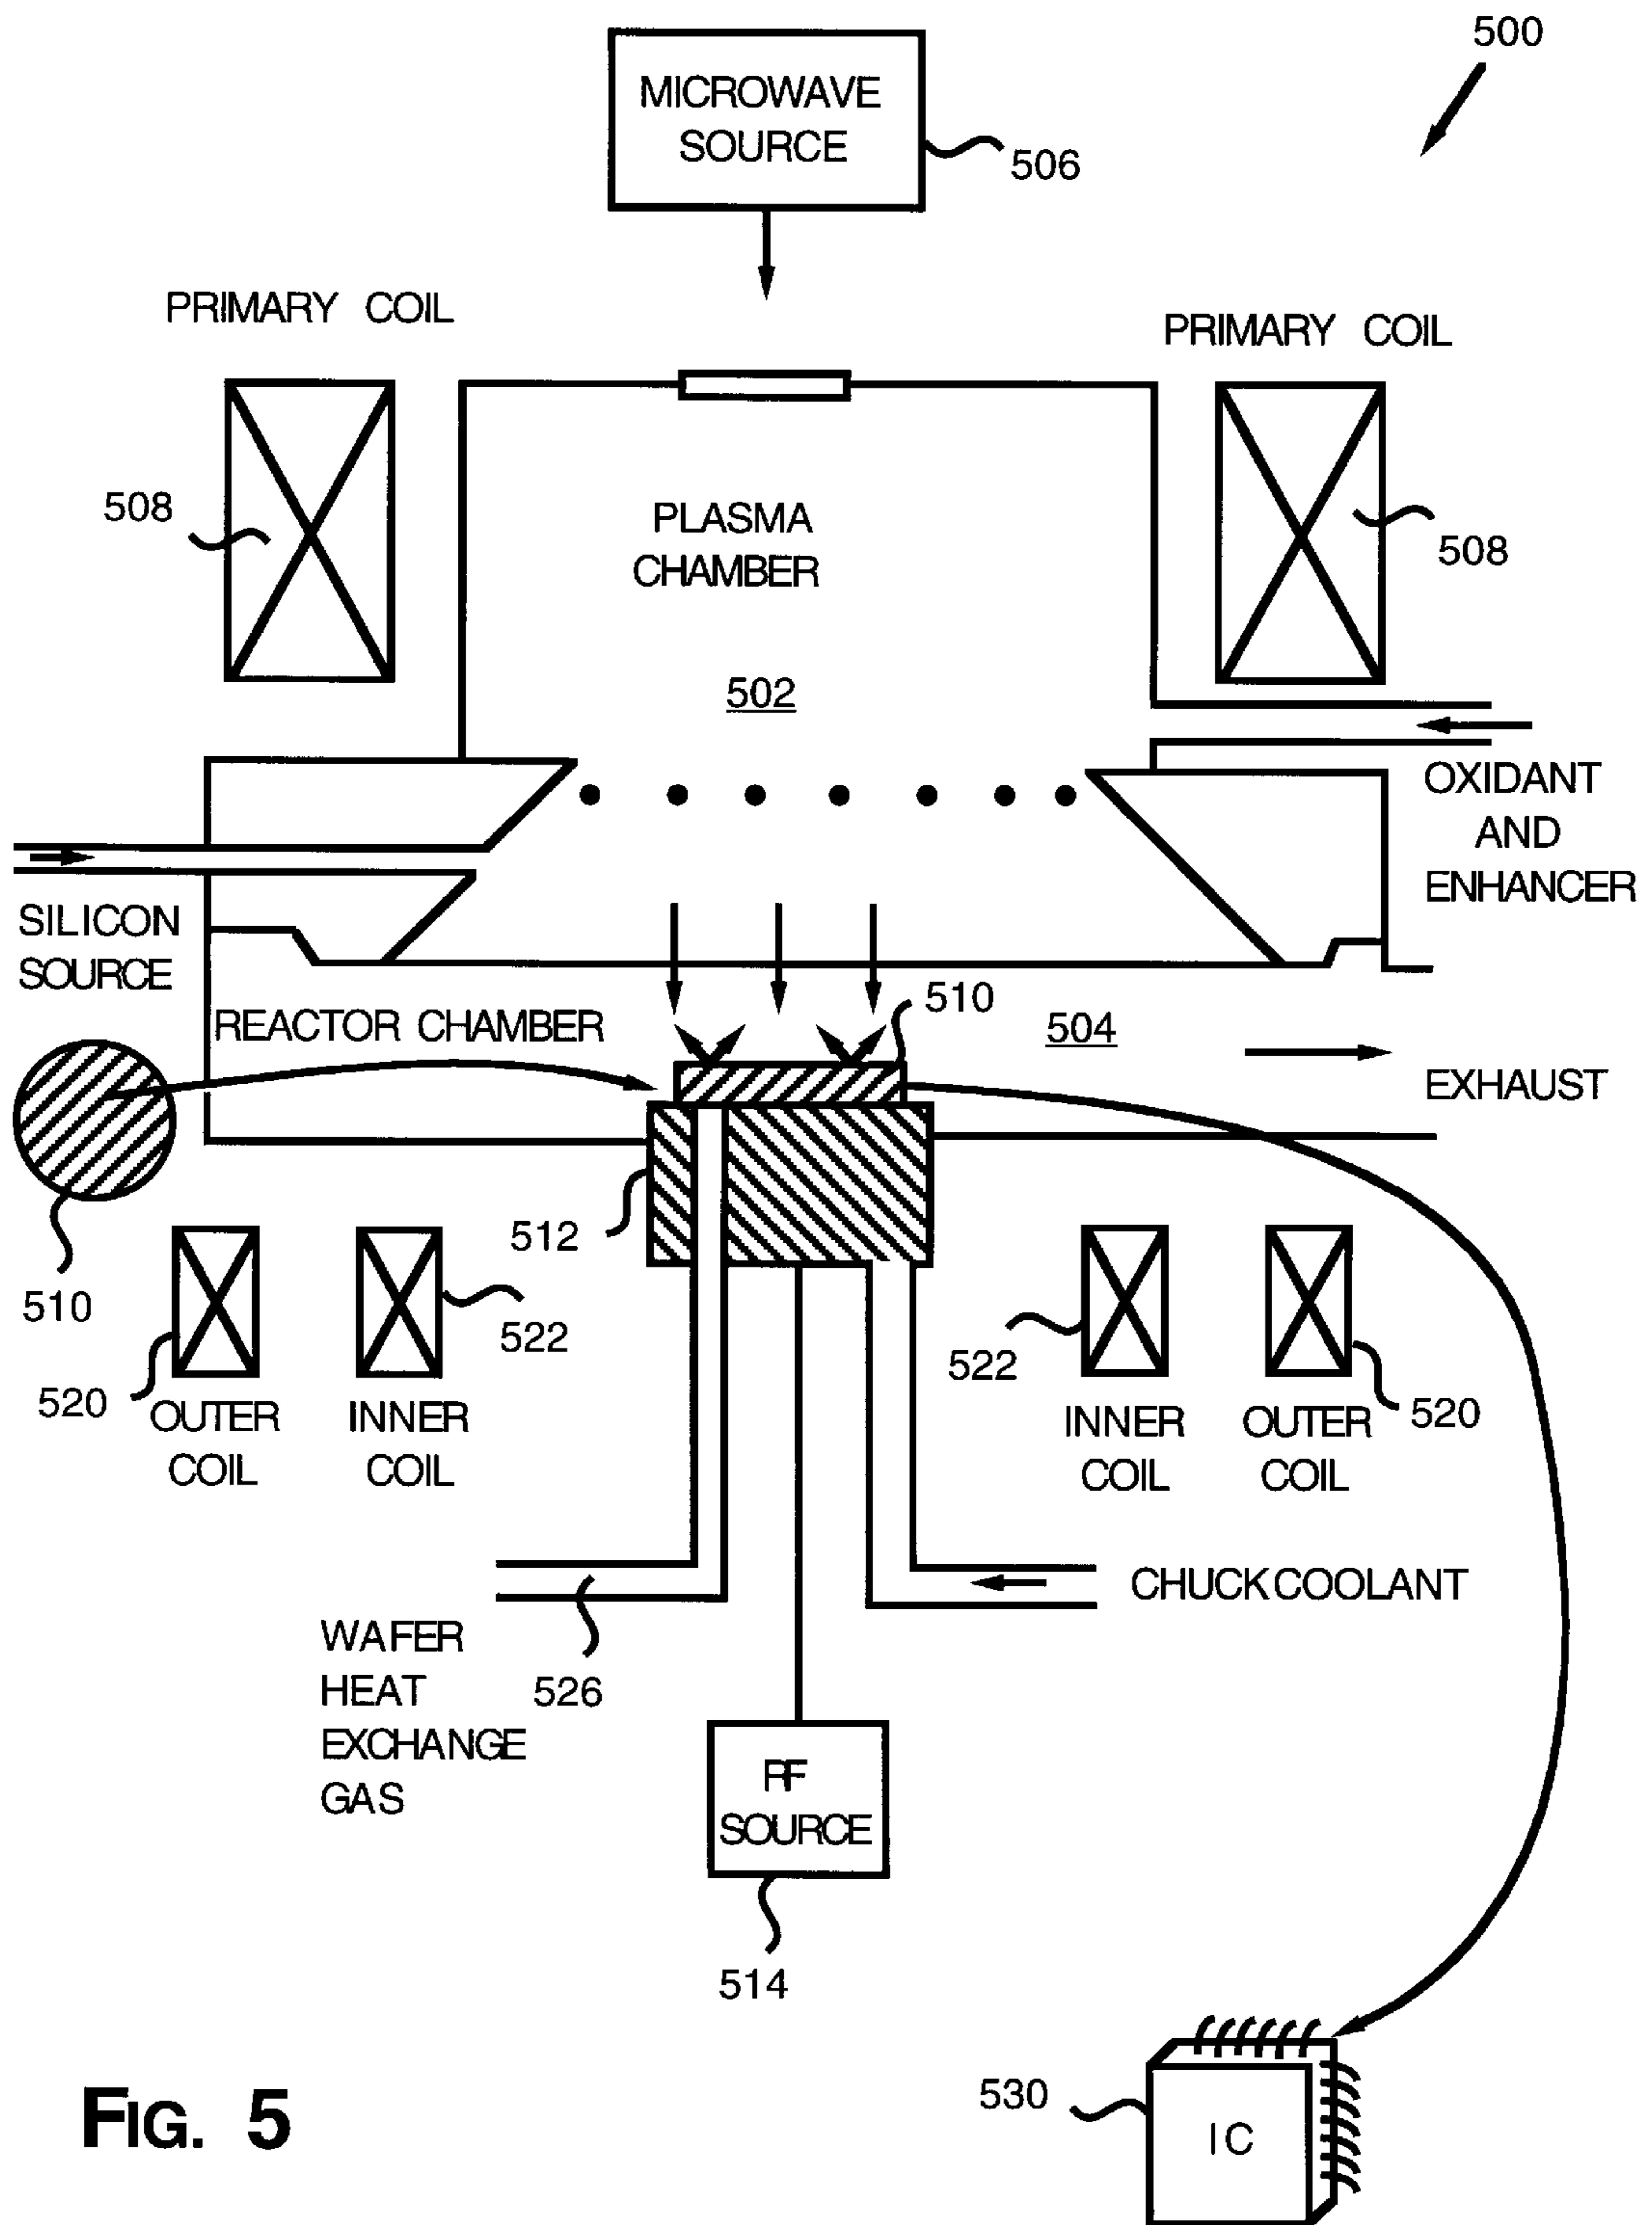 500
MICROWAVE
SOURCE
506
PRIMARY COIL
PRIMARY COIL
508
PLASMA
CHAMBER
508
502
OXIDANT
AND
ENHANCER
SILICON
SOURCE
510
REACTOR CHAMBER
504
EXHAUST
512
510
522
522
520
520
OUTER
COIL
INNER
COIL
INNER
COIL
OUTER
COIL
CHUCK COOLANT
WAFER
HEAT
EXCHANGE
GAS
526
RF
SOURCE
514
530
IC
FIG. 5